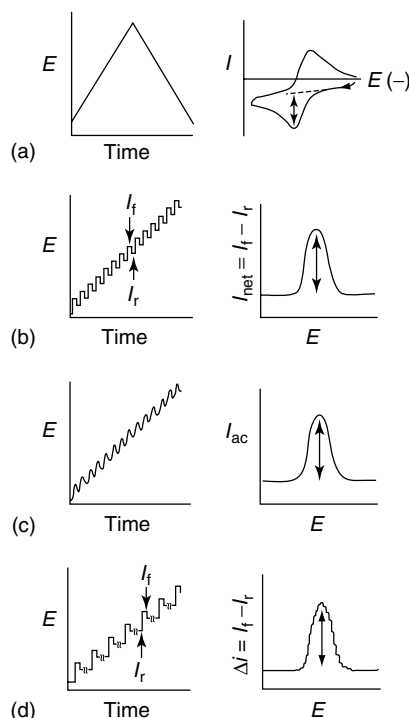 E
Time
I
E (–)
(a)
E
I_f
I_r
Time
I_net = I_f – I_r
E
(b)
E
Time
I_ac
E
(c)
E
I_f
I_r
Time
Δi = I_f – I_r
E
(d)